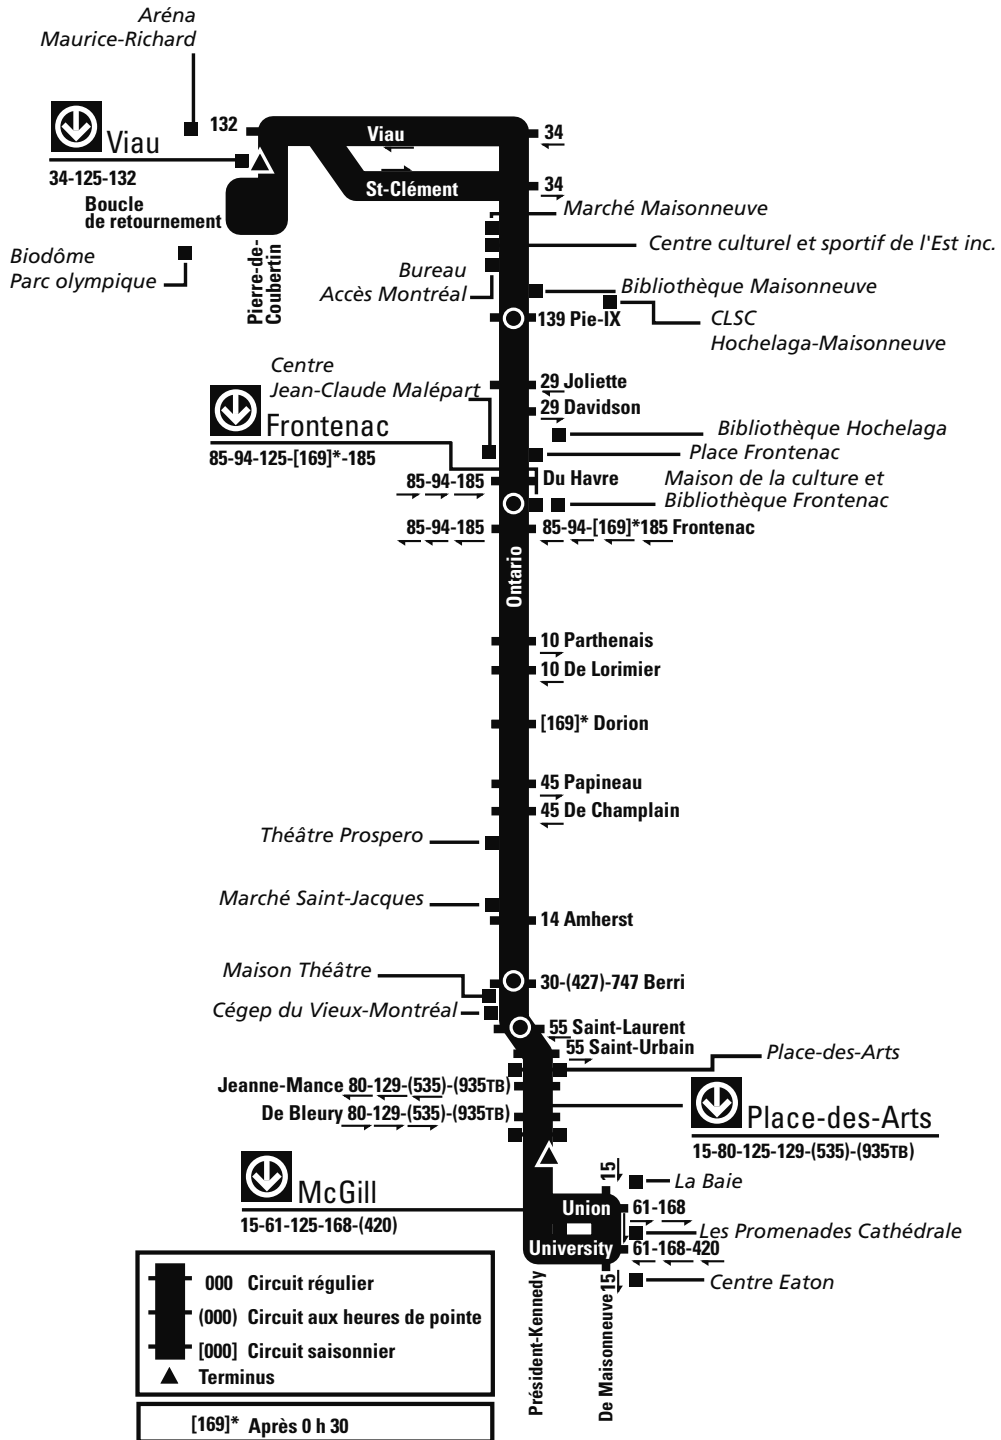 Aréna
Maurice-Richard
Viau
34-125-132
132
Viau
34
St-Clément
34
Boucle
de retournement
Marché Maisonneuve
Centre culturel et sportif de l'Est inc.
Biodôme
Parc olympique
Pierre-de-
Coubertin
Bureau
Accès Montréal
Bibliothèque Maisonneuve
139 Pie-IX
CLSC
Hochelaga-Maisonneuve
Centre
Jean-Claude Malépart
29 Joliette
29 Davidson
Frontenac
85-94-125-[169]*-185
Bibliothèque Hochelaga
Place Frontenac
85-94-185
Du Havre
Maison de la culture et
Bibliothèque Frontenac
85-94-185
85-94-[169]*185 Frontenac
Ontario
10 Parthenais
10 De Lorimier
[169]* Dorion
45 Papineau
45 De Champlain
Théâtre Prospero
Marché Saint-Jacques
14 Amherst
Maison Théâtre
30-(427)-747 Berri
Cégep du Vieux-Montréal
55 Saint-Laurent
55 Saint-Urbain
Place-des-Arts
Jeanne-Mance 80-129-(535)-(935TB)
De Bleury 80-129-(535)-(935TB)
Place-des-Arts
15-80-125-129-(535)-(935TB)
McGill
15-61-125-168-(420)
15
La Baie
Union
61-168
Les Promenades Cathédrale
University
61-168-420
15
Centre Eaton
Président-Kennedy
De Maisonneuve
000 Circuit régulier
(000) Circuit aux heures de pointe
[000] Circuit saisonnier
Terminus
[169]* Après 0 h 30